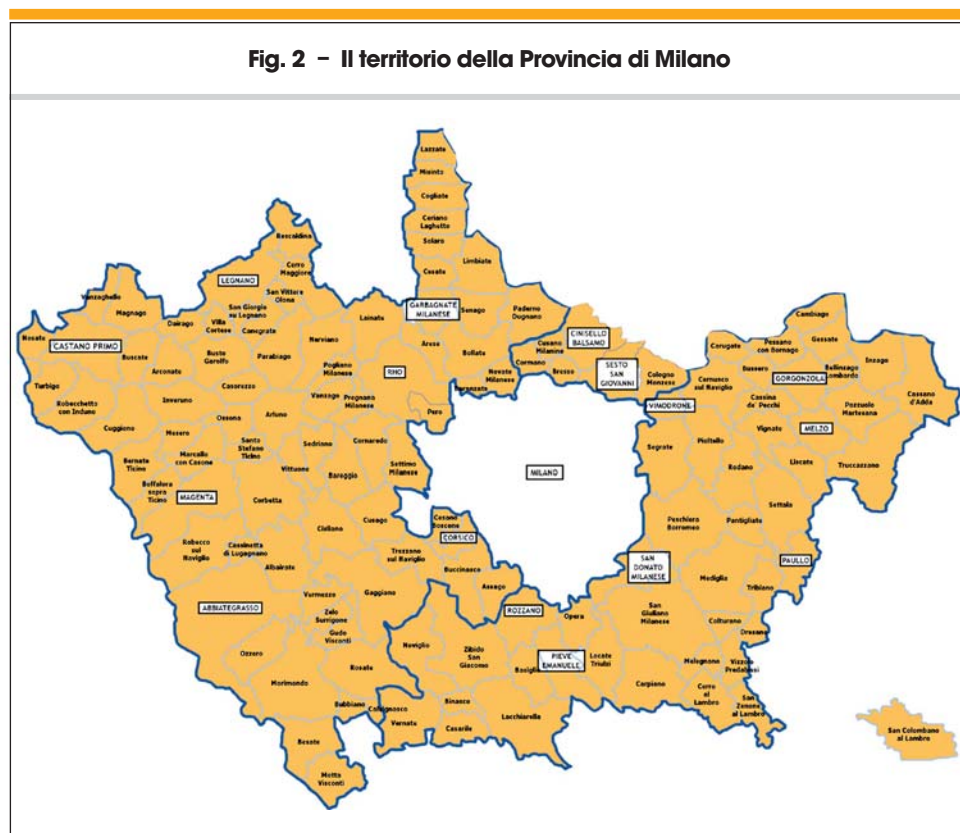 Fig. 2 – Il territorio della Provincia di Milano
Lazzate
Misinto
Cogliate
Ceriano
Laghetto
Solaro
Limbiate
Cesate
Rescaldina
Cerro
Maggiore
LEGNANO
San Vittore
Olona
San Giorgio
su Legnano
Villa
Cortese
Canegrate
Dairago
Vanzaghello
Magnago
Nosate
CASTANO PRIMO
Buscate
Turbigo
Robecchetto
con Induno
Arconate
Busto
Garolfo
Parabiago
Nerviano
Lainate
GARBAGNATE
MILANESE
Senago
Paderno
Dugnano
Arese
Bollate
Pogliano
Milanese
RHO
Casorezzo
Vanzago
Pregnana
Milanese
Pero
Baranzate
Novate
Milanese
Cormano
Cusano
Milanino
Bresso
CINISELLO
BALSAMO
SESTO
SAN
GIOVANNI
Cologno
Monzese
VIMODRONE
Cernusco
sul Naviglio
Carugate
Bussero
Pessano
con Bornago
Cambiago
Gessate
GORGONZOLA
Bellinzago
Lombardo
Inzago
Cassano
d'Adda
Cassina
de' Pecchi
Pozzuolo
Martesana
Vignate
MELZO
Segrate
Pioltello
Rodano
Liscate
Truccazzano
Settala
Inveruno
Cuggiono
Mesero
Ossona
Arluno
Santo
Stefano
Ticino
Sedriano
Cornaredo
Settimo
Milanese
Bareggio
Vittuone
Bernate
Ticino
Marcallo
con Casone
Boffalora
sopra
Ticino
MAGENTA
Corbetta
MILANO
Cisliano
Cusago
Cesano
Boscone
CORSICO
Robecco
sul
Naviglio
Cassinetta
di Lugagnano
Albairate
Trezzano
sul Naviglio
Buccinasco
Assago
Peschiera
Borromeo
Pantigliate
SAN
DONATO
MILANESE
Mediglia
PAULLO
Tribiano
ABBIATEGRASSO
Vermezzo
Gaggiano
Zelo
Surrigone
Gudo
Visconti
ROZZANO
Opera
San
Giuliano
Milanese
Colturano
Dresano
Ozzero
Noviglio
Zibido
San
Giacomo
PIEVE
EMANUELE
Locate
Triulzi
Basiglio
Melegnano
Vizzolo
Predabissi
Rosate
Morimondo
Carpiano
Cerro
al
Lambro
San
Zenone
al Lambro
Bubbiano
Calvignasco
Vernate
Binasco
Casarile
Lacchiarella
San Colombano
al Lambro
Besate
Motta
Visconti